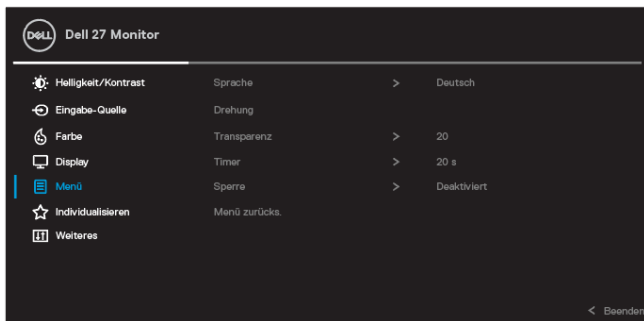 DELL Dell 27 Monitor
Helligkeit/Kontrast Sprache > Deutsch
Eingabe-Quelle Drehung
Farbe Transparenz > 20
Display Timer > 20 s
Menü Sperre > Deaktiviert
Individualisieren Menü zurücks.
Weiteres
< Beenden